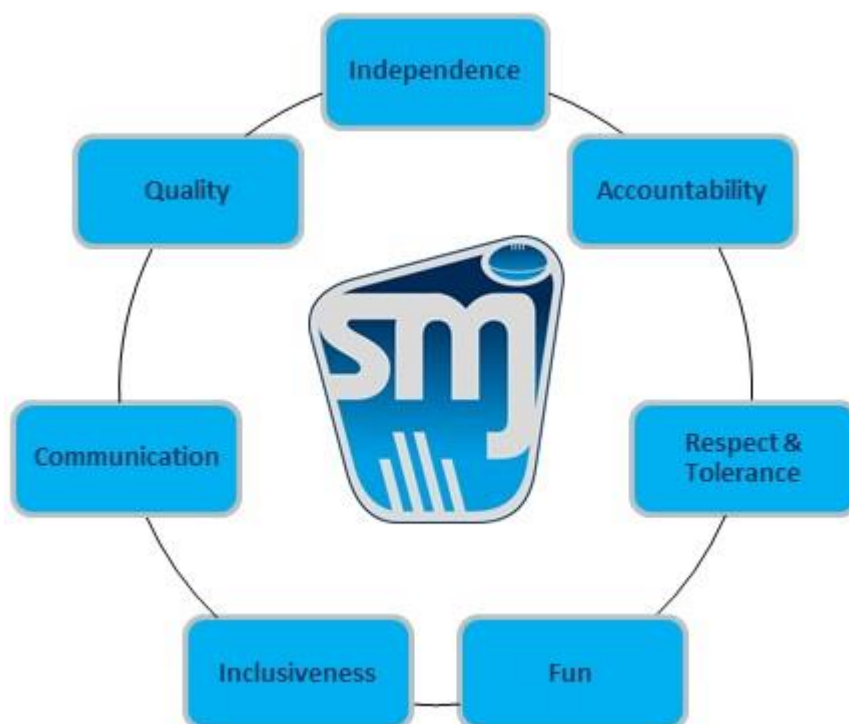 Independence
Accountability
Respect &
Tolerance
Fun
Inclusiveness
Communication
Quality
smj